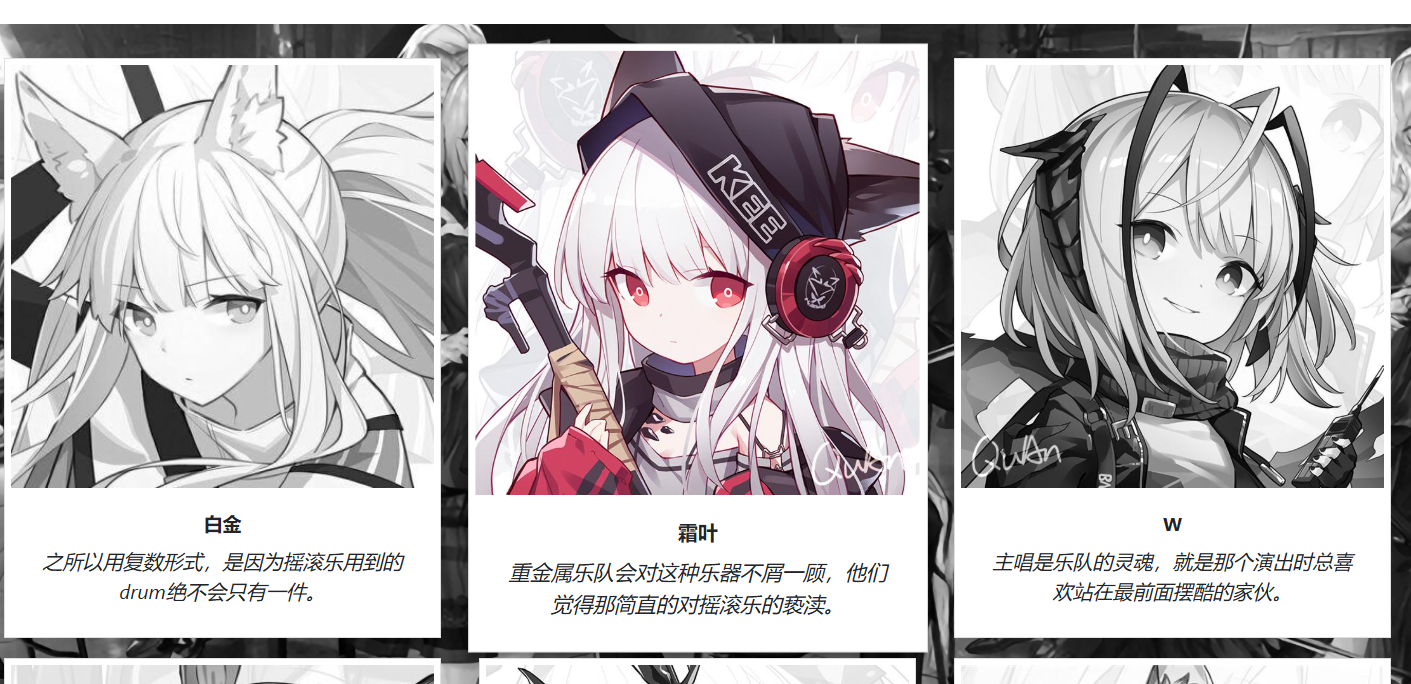 KEE
QuAn
QuAn
BA
白金
之所以用复数形式，是因为摇滚乐用到的
drum绝不会只有一件。
霜叶
重金属乐队会对这种乐器不屑一顾，他们
觉得那简直的对摇滚乐的亵渎。
W
主唱是乐队的灵魂，就是那个演出时总喜
欢站在最前面摆酷的家伙。